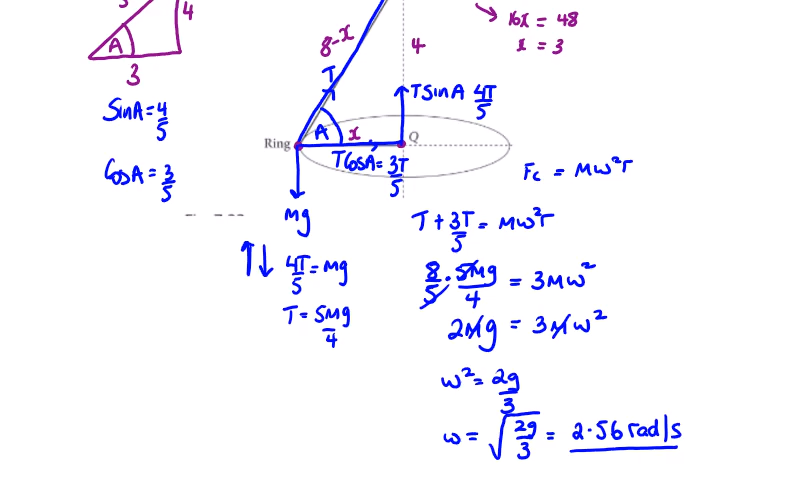 4
A
3
SinA = 4/5
CosA = 3/5
8-x
T
4
16x = 48
x = 3
TSinA 4T/5
Ring
A
x
Q
TCosA = 3T/5
Mg
Fc = Mω²r
T + 3T/5 = Mω²r
4T/5 = Mg
T = 5Mg/4
8/5 · 5Mg/4 = 3Mω²
2Mg = 3Mω²
ω² = 2g/3
ω = √(2g/3) = 2.56 rad/s